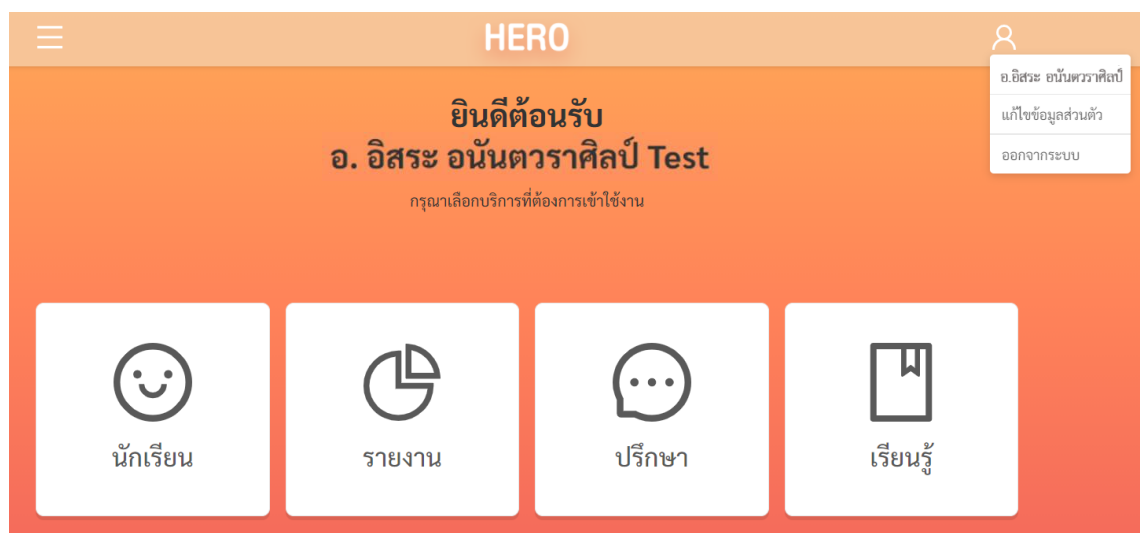 HERO
อ.อิสระ อนันตวราศิลป์
แก้ไขข้อมูลส่วนตัว
ออกจากระบบ
ยินดีต้อนรับ
อ. อิสระ อนันตวราศิลป์ Test
กรุณาเลือกบริการที่ต้องการเข้าใช้งาน
นักเรียน
รายงาน
ปรึกษา
เรียนรู้